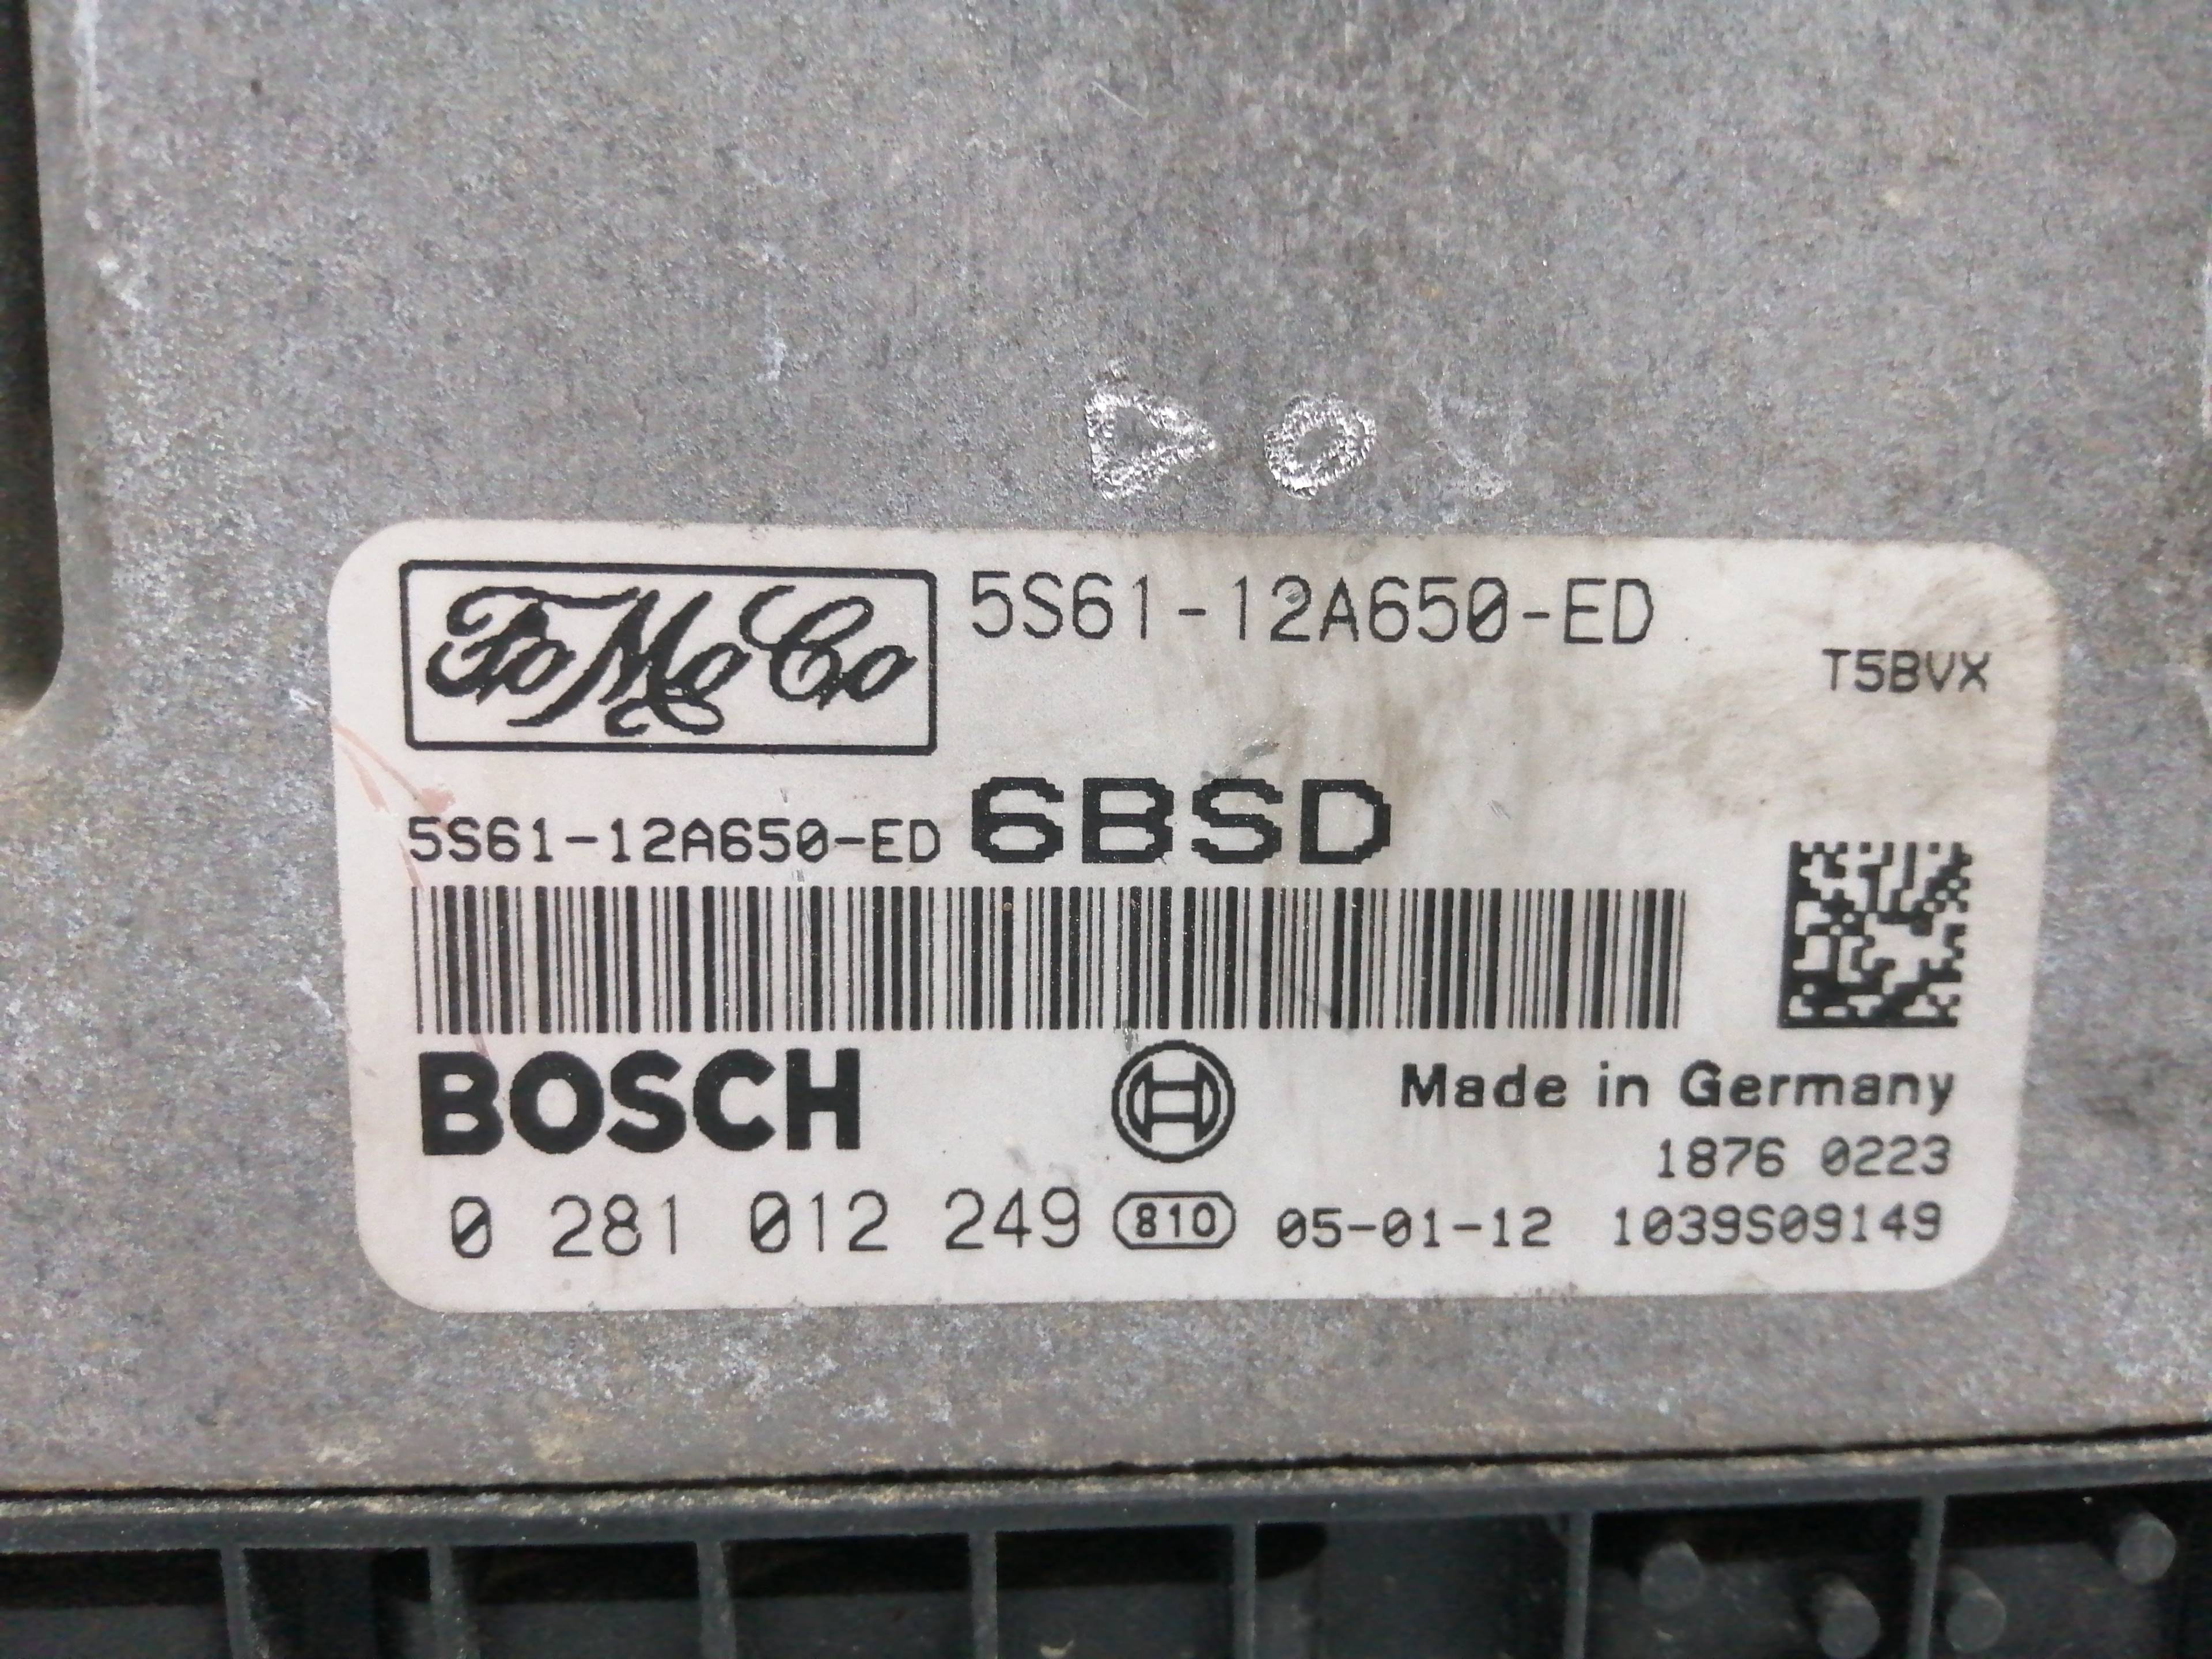 FoMoCo 5S61-12A650-ED
T5BVX
5S61-12A650-ED 6BSD
BOSCH
Made in Germany
1876 0223
0 281 012 249 810 05-01-12 1039S09149